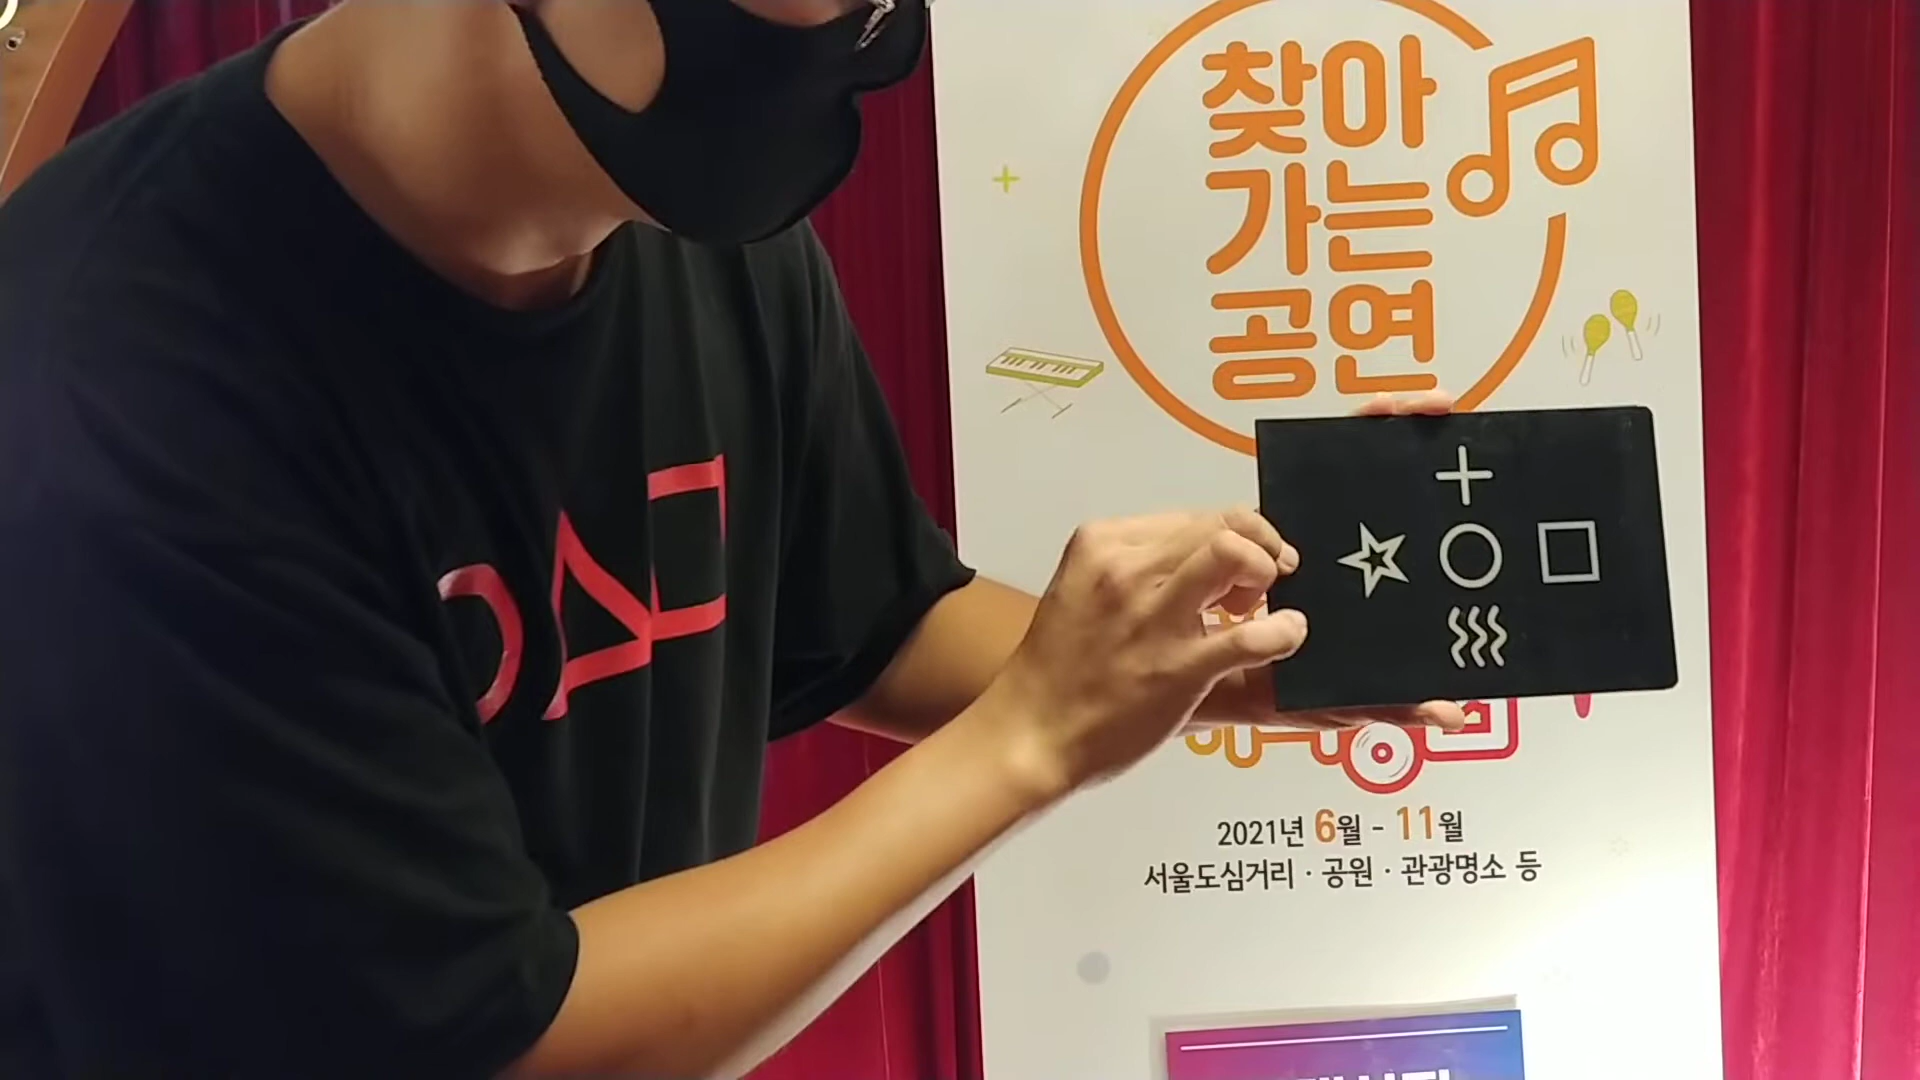 찾아
가는
공연
2021년 6월 - 11월
서울도심거리 · 공원 · 관광명소 등